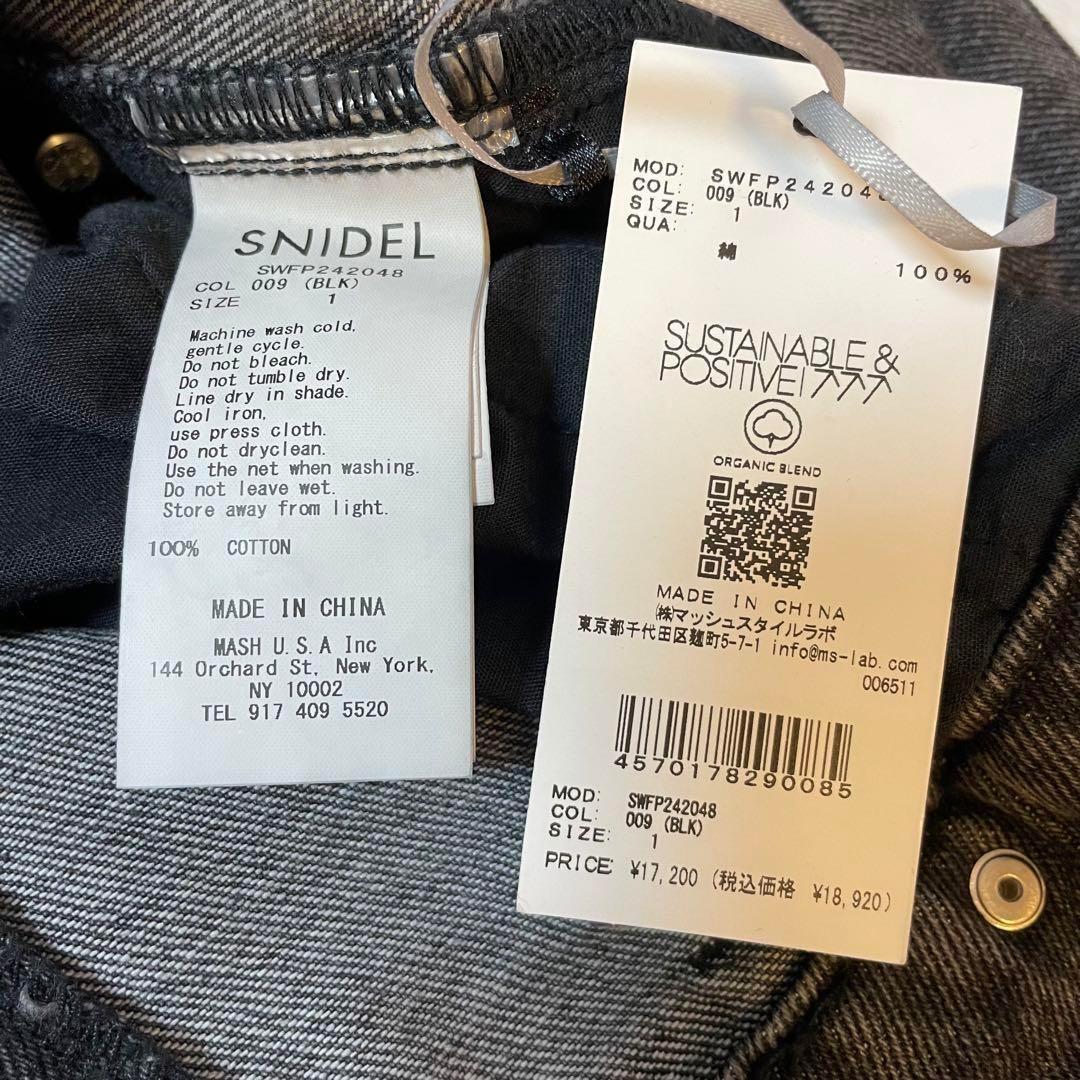 SNIDEL
SWFP242048
COL 009 (BLK)
SIZE 1
Machine wash cold,
gentle cycle.
Do not bleach.
Do not tumble dry.
Line dry in shade.
Cool iron,
use press cloth.
Do not dryclean.
Use the net when washing.
Do not leave wet.
Store away from light.
100% COTTON
MADE IN CHINA
MASH U.S.A Inc
144 Orchard St, New York,
NY 10002
TEL 917 409 5520
MOD: SWFP24204
COL: 009 (BLK)
SIZE: 1
QUA:
綿 100%
SUSTAINABLE &
POSITIVE!
ORGANIC BLEND
MADE IN CHINA
㈱マッシュスタイルラボ
東京都千代田区麹町5-7-1 info@ms-lab.com
006511
4570178290085
MOD: SWFP242048
COL: 009 (BLK)
SIZE: 1
PRICE: ¥17,200 (税込価格 ¥18,920)